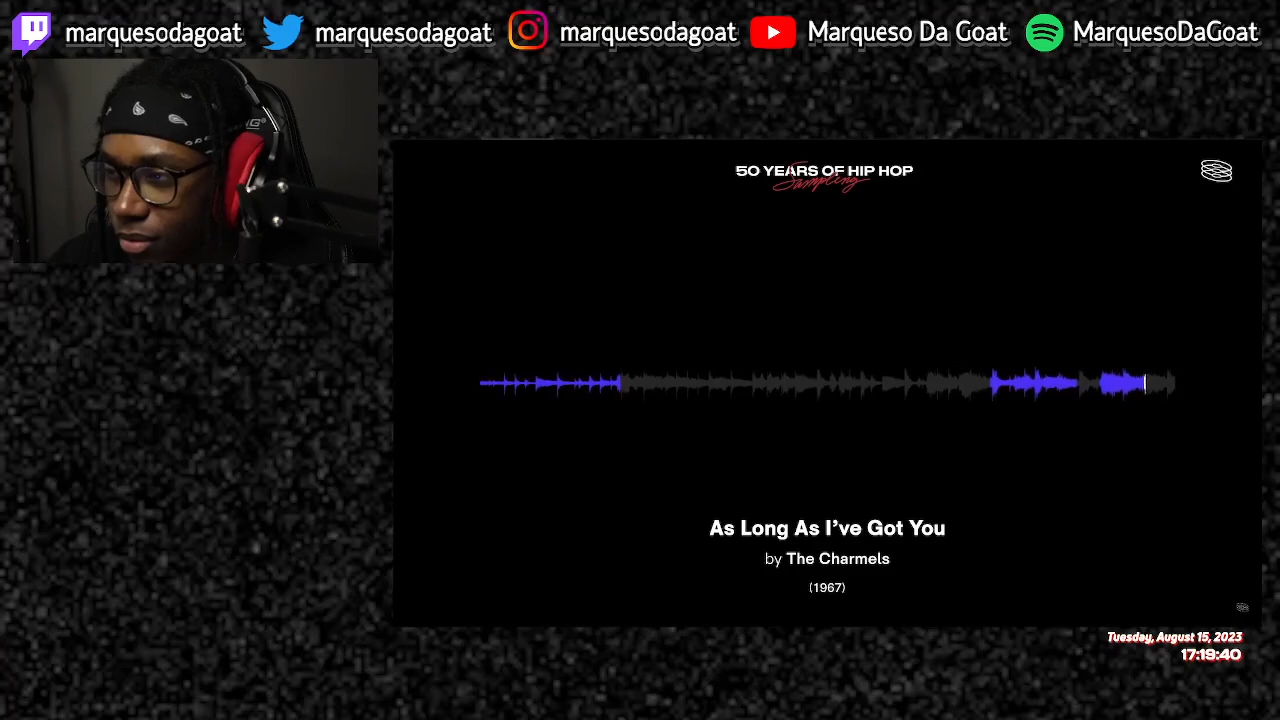 marquesodagoat marquesodagoat marquesodagoat Marqueso Da Goat MarquesoDaGoat
50 YEARS OF HIP HOP
Sampling
As Long As I’ve Got You
by The Charmels
(1967)
Tuesday, August 15, 2023
17:19:40